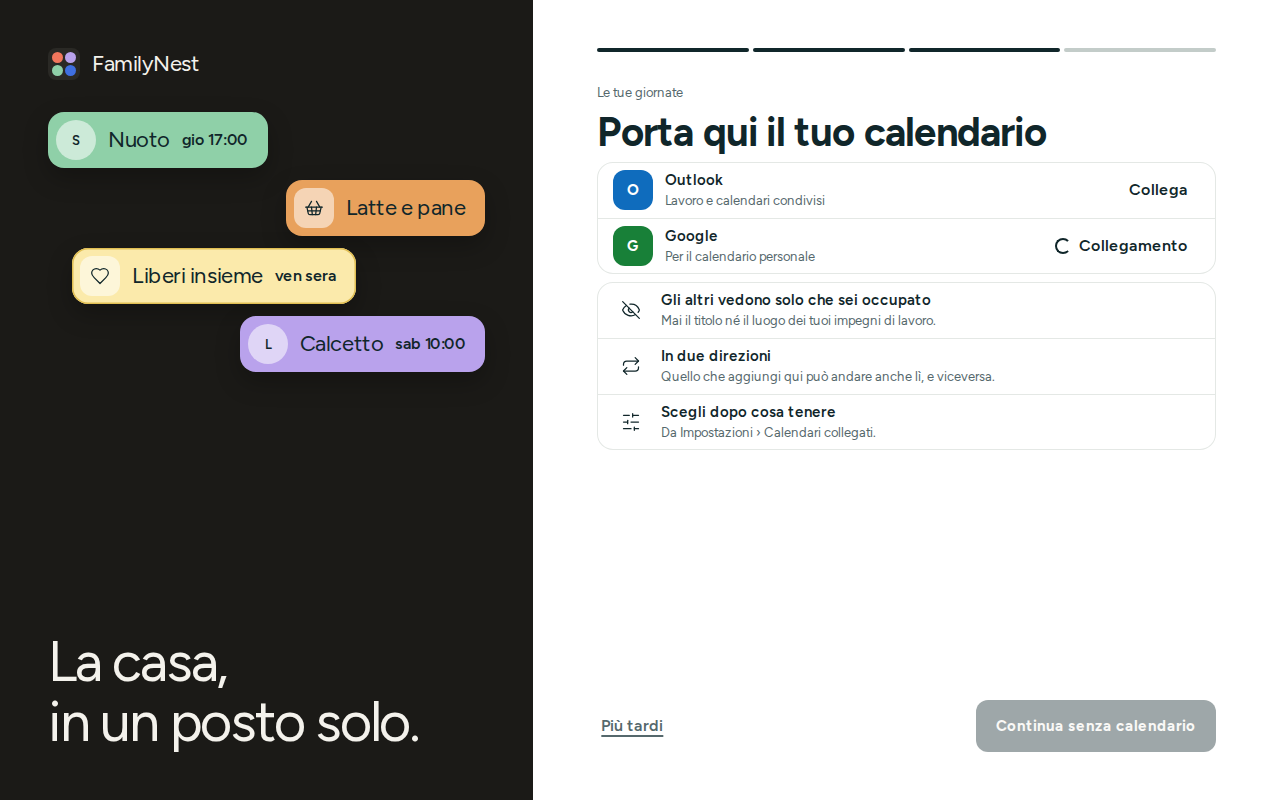 FamilyNest
S Nuoto gio 17:00
Latte e pane
Liberi insieme ven sera
L Calcetto sab 10:00
La casa,
in un posto solo.
Le tue giornate
Porta qui il tuo calendario
O Outlook
Lavoro e calendari condivisi
Collega
G Google
Per il calendario personale
Collegamento
Gli altri vedono solo che sei occupato
Mai il titolo né il luogo dei tuoi impegni di lavoro.
In due direzioni
Quello che aggiungi qui può andare anche lì, e viceversa.
Scegli dopo cosa tenere
Da Impostazioni › Calendari collegati.
Più tardi
Continua senza calendario